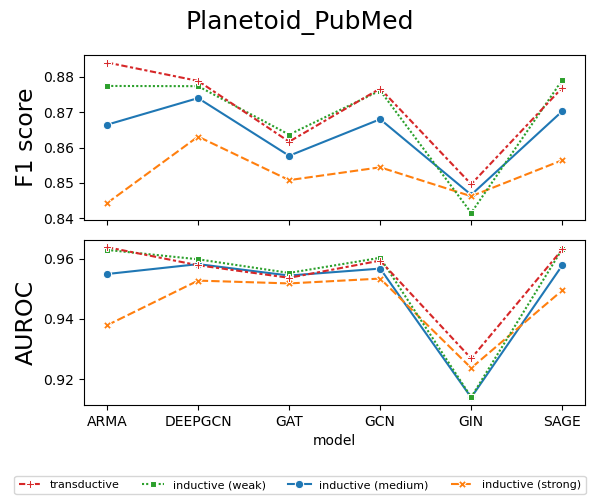 Planetoid_PubMed
F1 score
0.88
0.87
0.86
0.85
0.84
AUROC
0.96
0.94
0.92
ARMA DEEPGCN GAT GCN GIN SAGE
model
transductive inductive (weak) inductive (medium) inductive (strong)